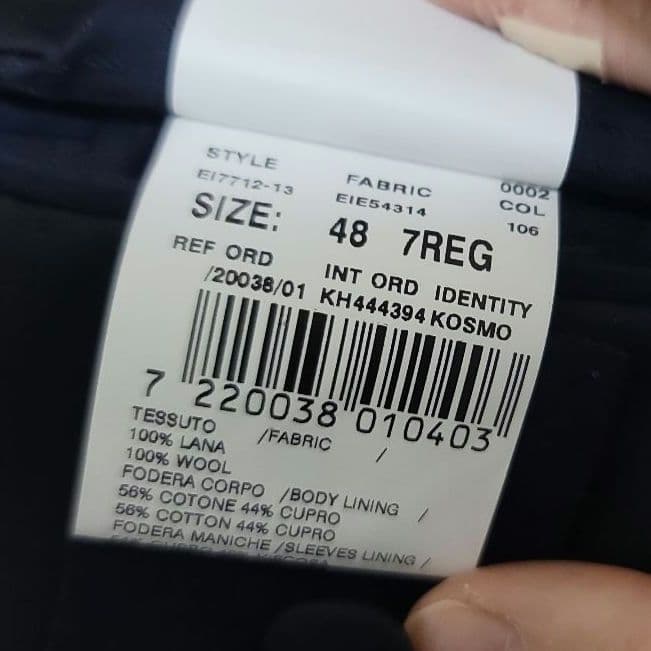 STYLE FABRIC 0002
EI7712-13 EIE54314 COL
106
SIZE: 48 7REG
REF ORD INT ORD IDENTITY
/20038/01 KH444394 KOSMO
7 220038 010403
TESSUTO /FABRIC /
100% LANA
100% WOOL
FODERA CORPO /BODY LINING /
56% COTONE 44% CUPRO
56% COTTON 44% CUPRO
FODERA MANICHE /SLEEVES LINING /